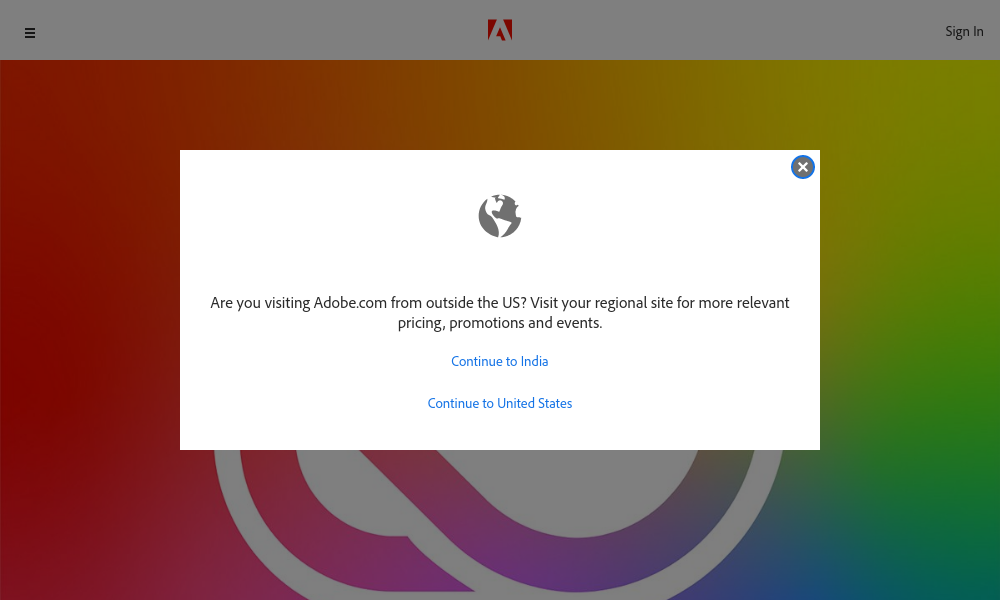 Sign In
Are you visiting Adobe.com from outside the US? Visit your regional site for more relevant
pricing, promotions and events.
Continue to India
Continue to United States